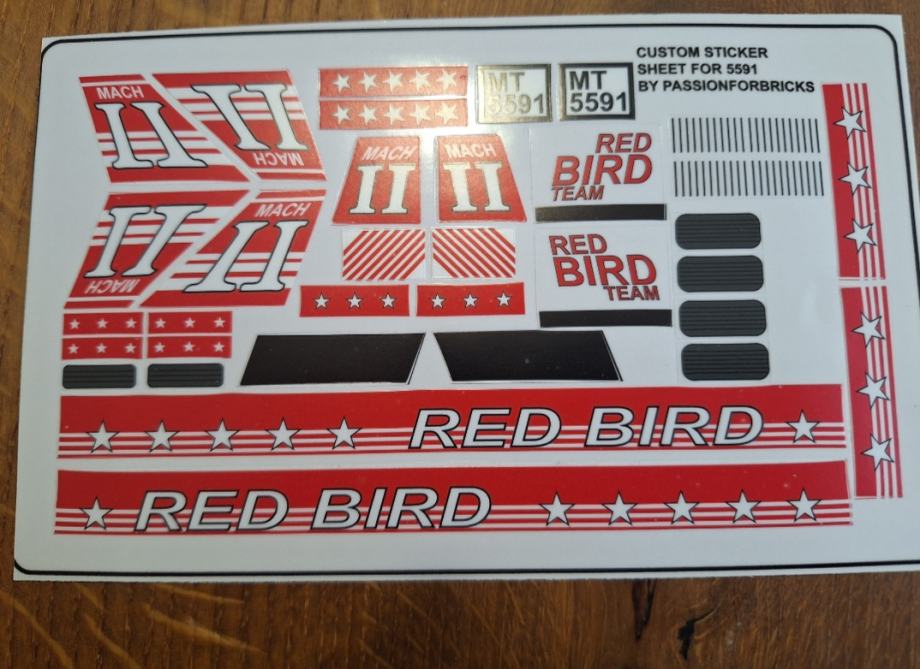 CUSTOM STICKER
SHEET FOR 5591
BY PASSIONFORBRICKS
MACH
II
II
MACH
MT
5591
MT
5591
MACH
II
MACH
II
RED
BIRD
TEAM
II
MACH
MACH
II
RED
BIRD
TEAM
RED BIRD
RED BIRD